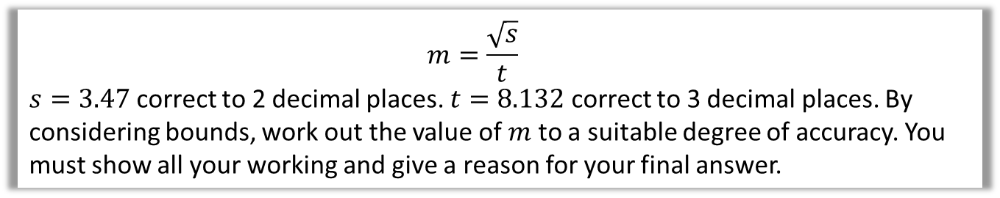 m = √s / t
s = 3.47 correct to 2 decimal places. t = 8.132 correct to 3 decimal places. By
considering bounds, work out the value of m to a suitable degree of accuracy. You
must show all your working and give a reason for your final answer.